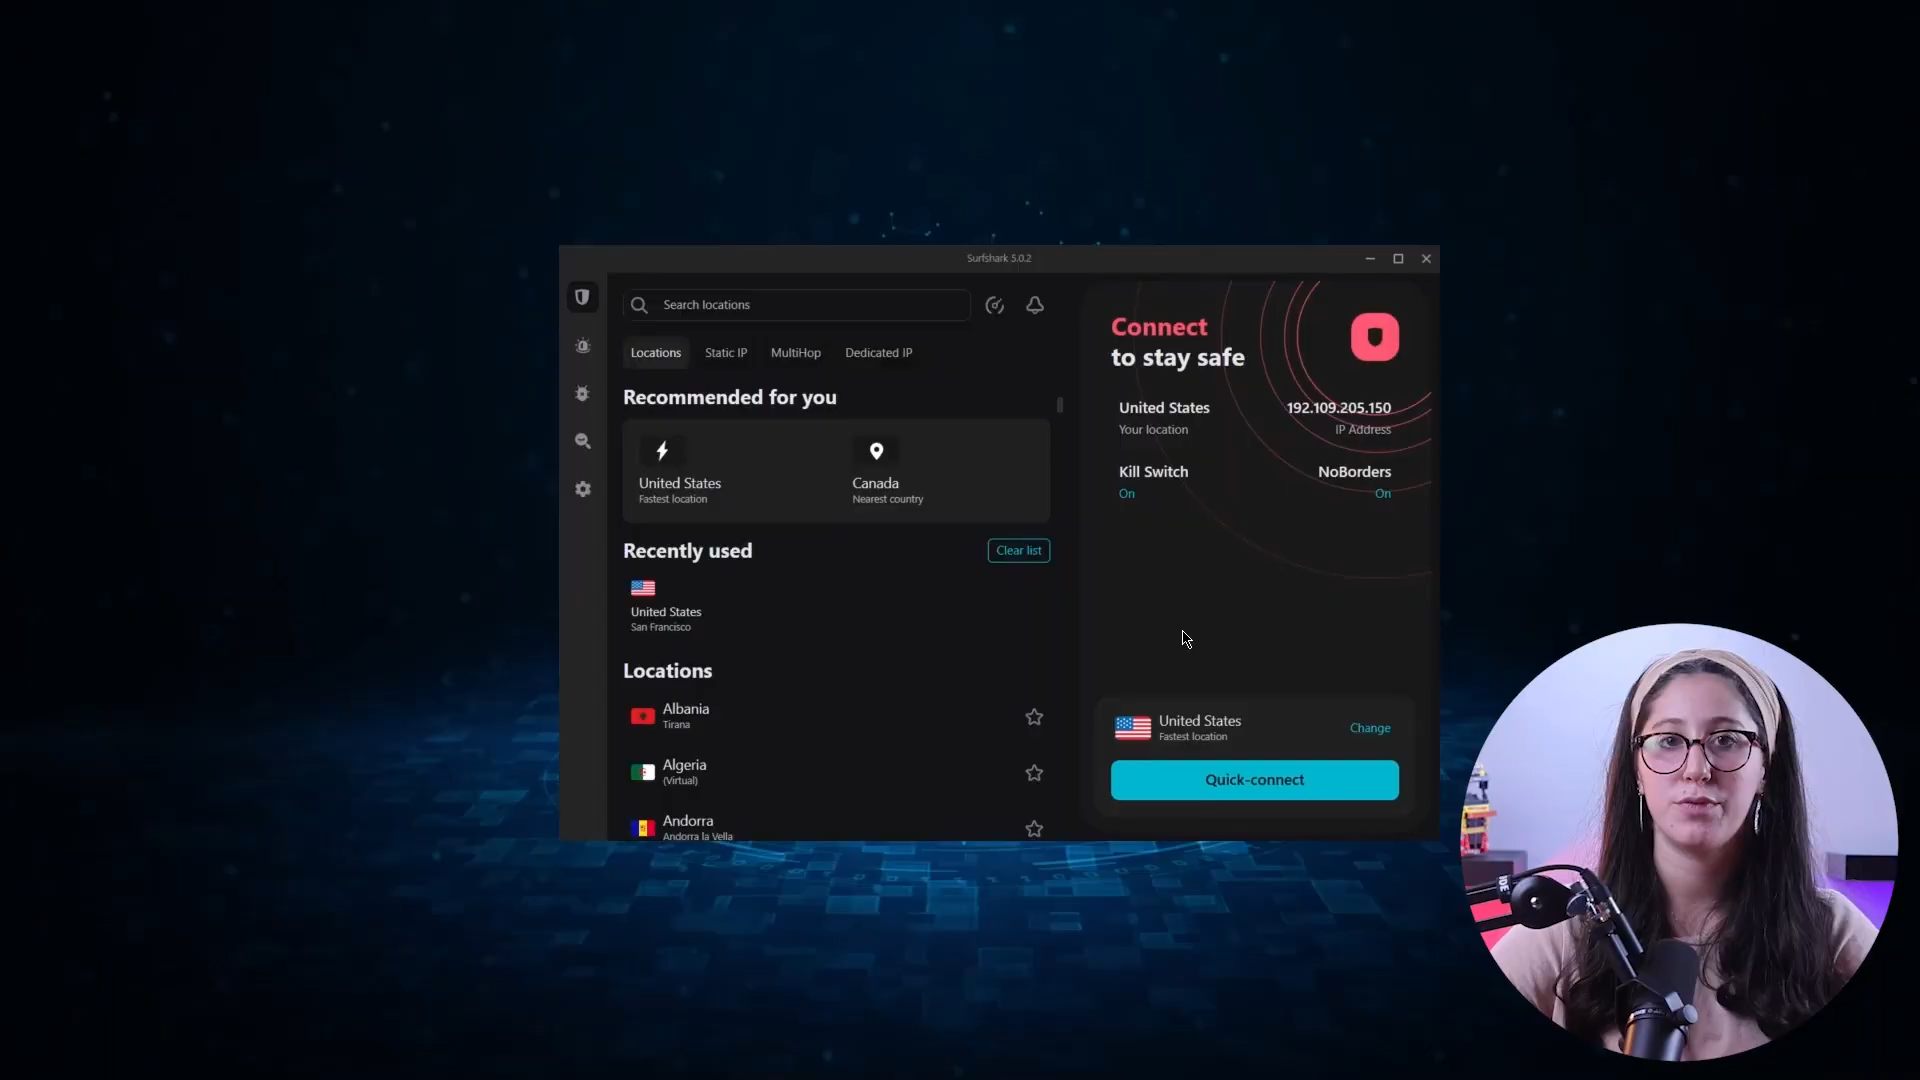 Surfshark 5.0.2
Search locations
Locations Static IP MultiHop Dedicated IP
Recommended for you
United States
Fastest location
Canada
Nearest country
Recently used
Clear list
United States
San Francisco
Locations
Albania
Tirana
Algeria
(Virtual)
Andorra
Andorra la Vella
Connect
to stay safe
United States
Your location
192.109.205.150
IP Address
Kill Switch
On
NoBorders
On
United States
Fastest location
Change
Quick-connect